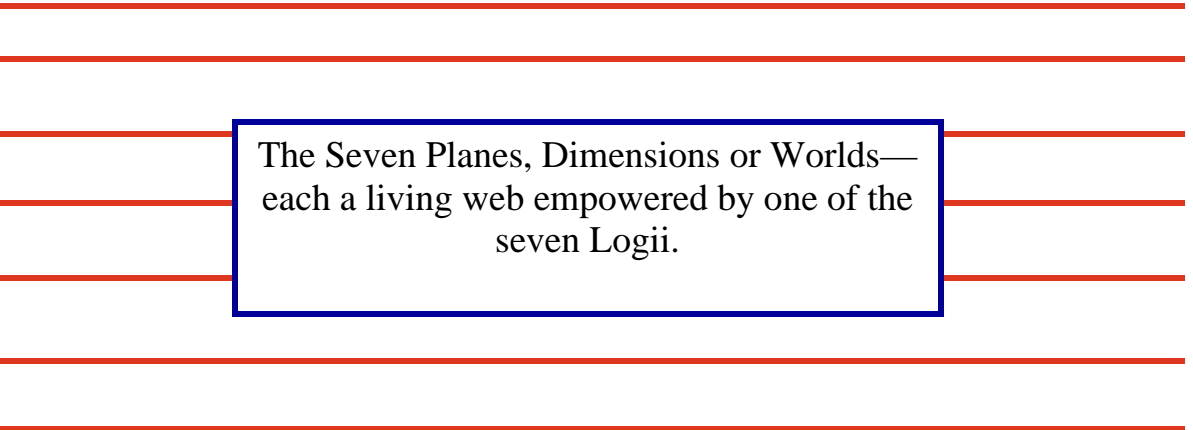 The Seven Planes, Dimensions or Worlds—
each a living web empowered by one of the
seven Logii.